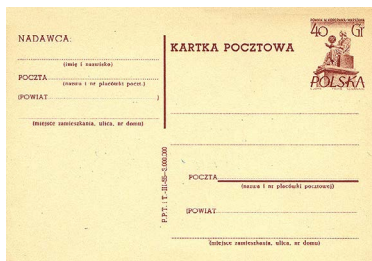 NADAWCA:
(imię i nazwisko)
POCZTA
(nazwa i nr placówki poczt.)
(POWIAT )
(miejsce zamieszkania, ulica, nr domu)
KARTKA POCZTOWA
40 GR
POLSKA
POCZTA
(nazwa i nr placówki pocztowej)
(POWIAT )
(miejsce zamieszkania, ulica, nr domu)